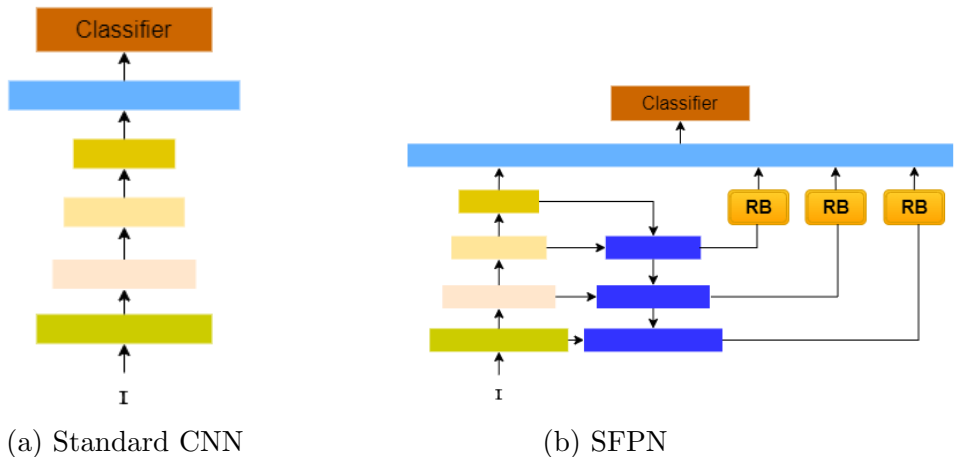 Classifier
I
(a) Standard CNN
Classifier
RB RB RB
I
(b) SFPN